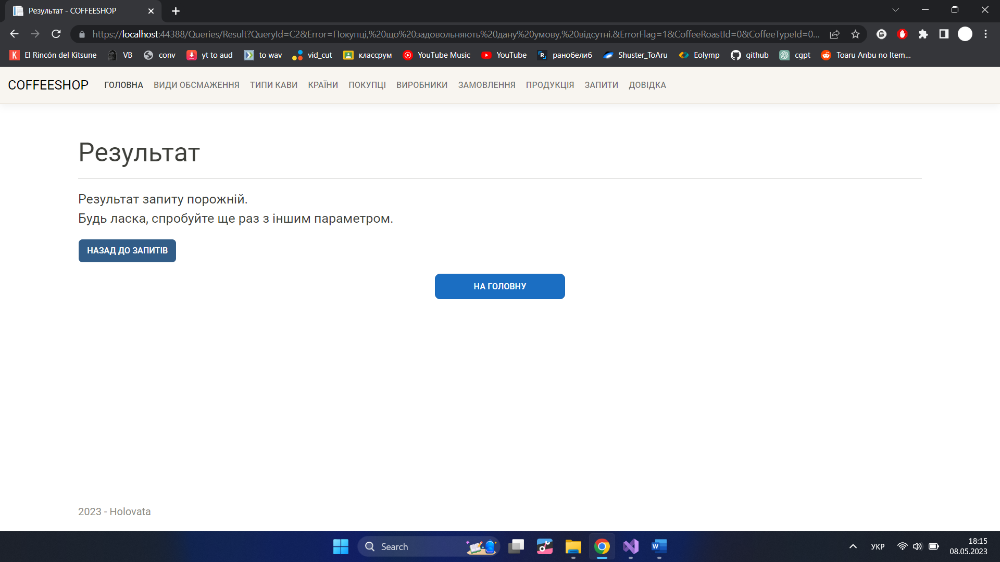 Результат - COFFEESHOP
https://localhost:44388/Queries/Result?QueryId=C2&Error=Покупці,%20що%20задовольняють%20дану%20умову,%20відсутні.&ErrorFlag=1&CoffeeRoastId=0&CoffeeTypeId=0...
El Rincón del Kitsune VB conv yt to aud to wav vid_cut классрум YouTube Music YouTube ранобелиб Shuster_ToAru Eolymp github cgpt Toaru Anbu no Item...
COFFEESHOP ГОЛОВНА ВИДИ ОБСМАЖЕННЯ ТИПИ КАВИ КРАЇНИ ПОКУПЦІ ВИРОБНИКИ ЗАМОВЛЕННЯ ПРОДУКЦІЯ ЗАПИТИ ДОВІДКА
Результат
Результат запиту порожній.
Будь ласка, спробуйте ще раз з іншим параметром.
НАЗАД ДО ЗАПИТІВ
НА ГОЛОВНУ
2023 - Holovata
Search
УКР
18:15
08.05.2023